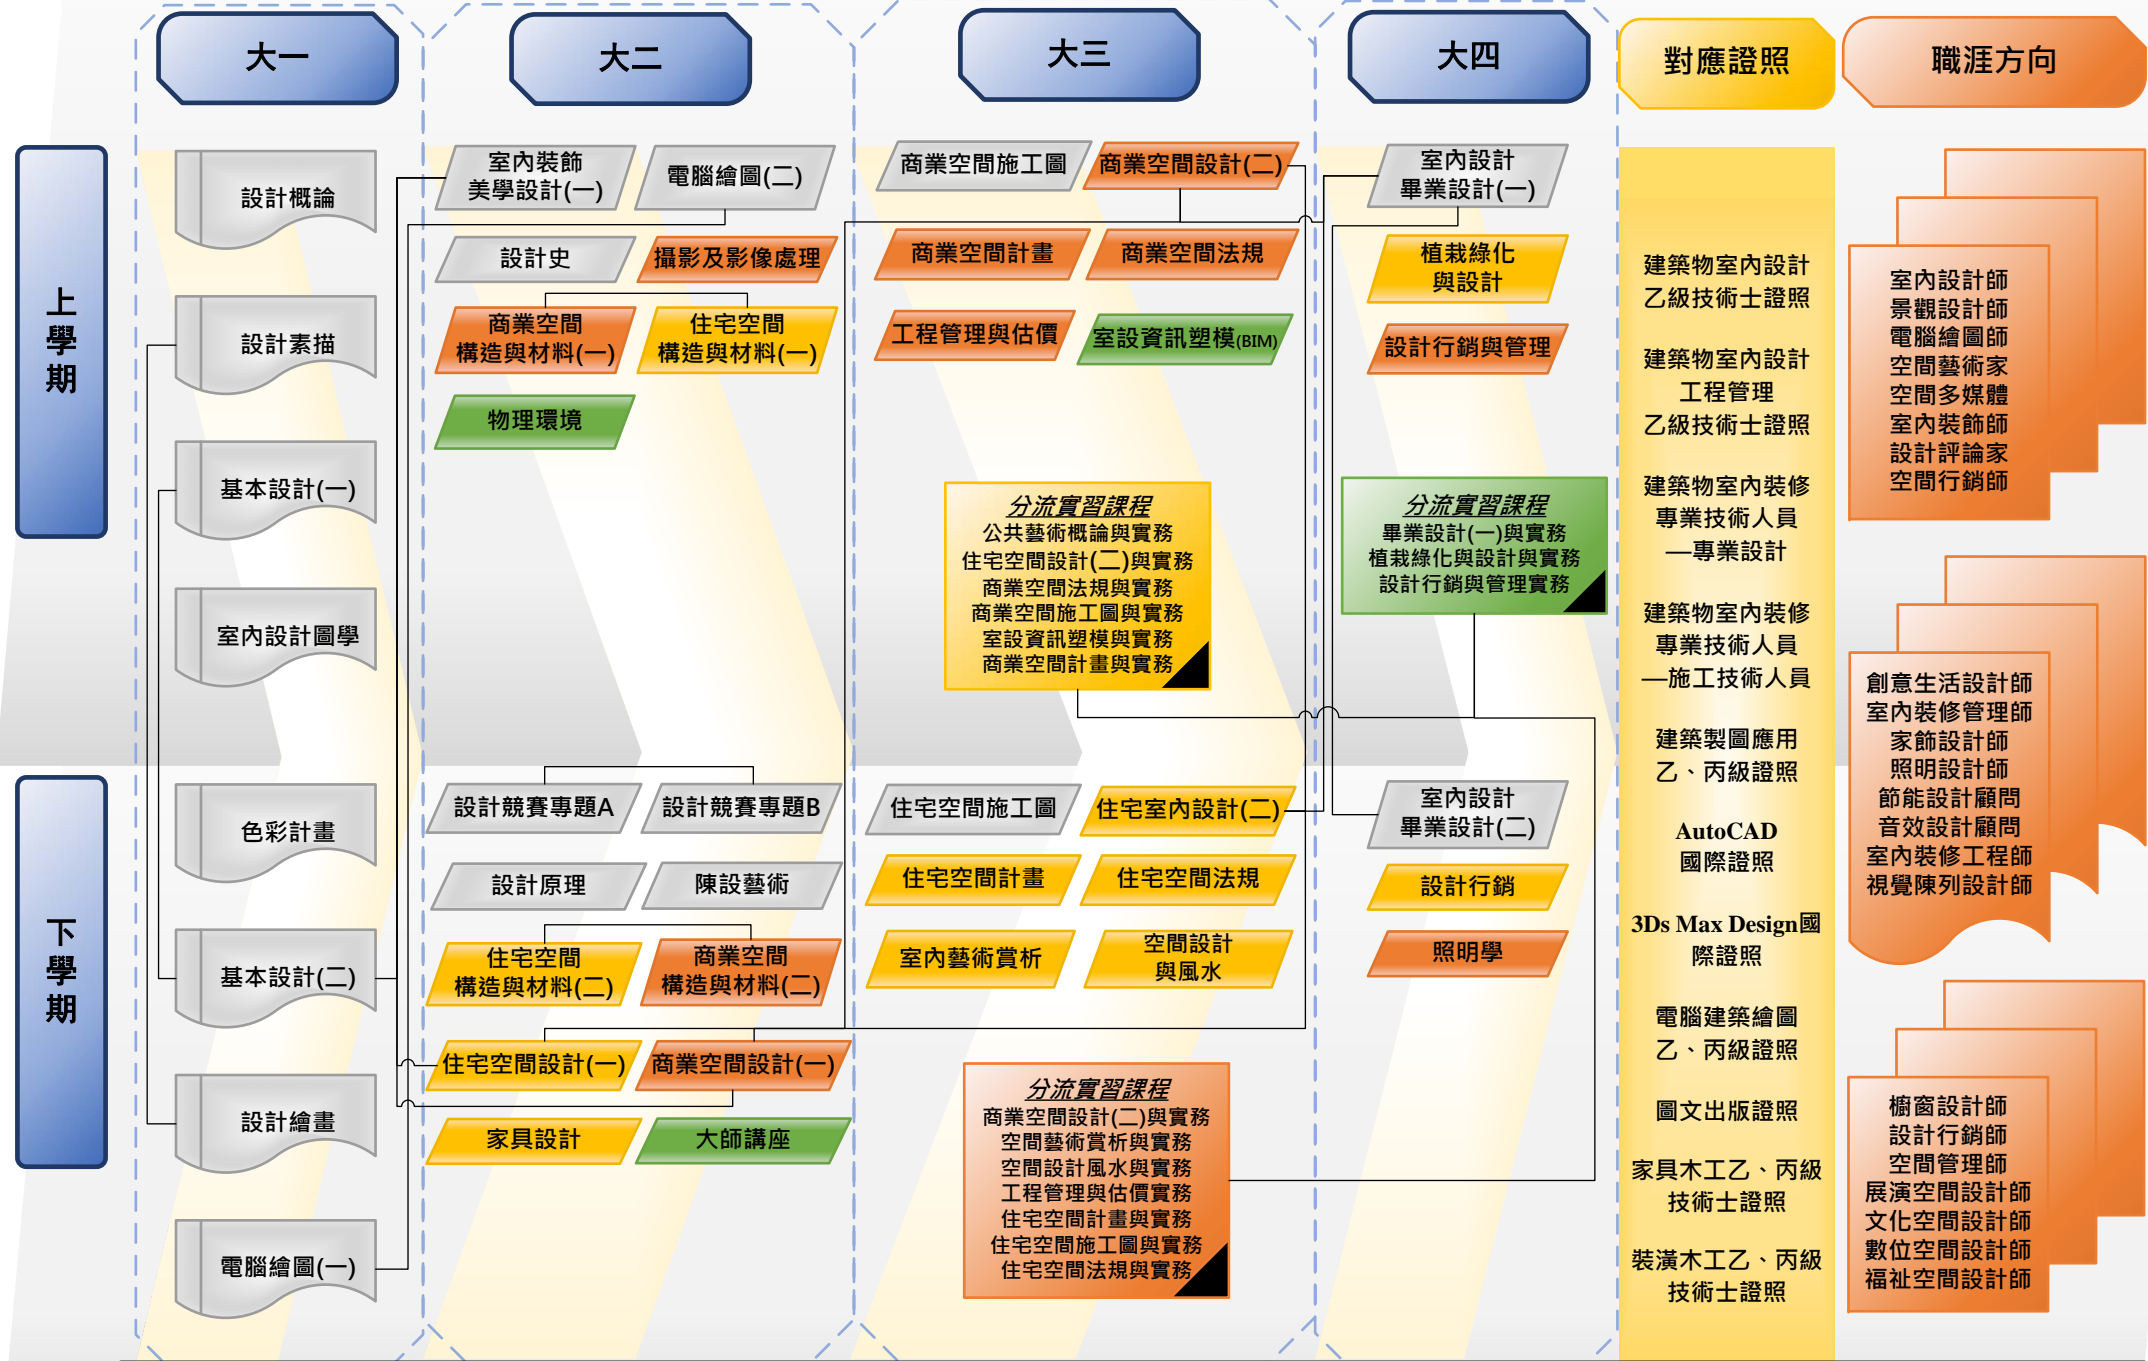 大一
大二
大三
大四
對應證照
職涯方向
上
學
期
設計概論
設計素描
基本設計(一)
室內設計圖學
室內裝飾
美學設計(一)
電腦繪圖(二)
設計史
攝影及影像處理
商業空間
構造與材料(一)
住宅空間
構造與材料(一)
物理環境
商業空間施工圖
商業空間設計(二)
商業空間計畫
商業空間法規
工程管理與估價
室設資訊塑模(BIM)
分流實習課程
公共藝術概論與實務
住宅空間設計(二)與實務
商業空間法規與實務
商業空間施工圖與實務
室設資訊塑模與實務
商業空間計畫與實務
室內設計
畢業設計(一)
植栽綠化
與設計
設計行銷與管理
分流實習課程
畢業設計(一)與實務
植栽綠化與設計與實務
設計行銷與管理實務
下
學
期
色彩計畫
基本設計(二)
設計繪畫
電腦繪圖(一)
設計競賽專題A
設計競賽專題B
設計原理
陳設藝術
住宅空間
構造與材料(二)
商業空間
構造與材料(二)
住宅空間設計(一)
商業空間設計(一)
家具設計
大師講座
住宅空間施工圖
住宅室內設計(二)
住宅空間計畫
住宅空間法規
室內藝術賞析
空間設計
與風水
分流實習課程
商業空間設計(二)與實務
空間藝術賞析與實務
空間設計風水與實務
工程管理與估價實務
住宅空間計畫與實務
住宅空間施工圖與實務
住宅空間法規與實務
室內設計
畢業設計(二)
設計行銷
照明學
建築物室內設計
乙級技術士證照
建築物室內設計
工程管理
乙級技術士證照
建築物室內裝修
專業技術人員
—專業設計
建築物室內裝修
專業技術人員
—施工技術人員
建築製圖應用
乙、丙級證照
AutoCAD
國際證照
3Ds Max Design國
際證照
電腦建築繪圖
乙、丙級證照
圖文出版證照
家具木工乙、丙級
技術士證照
裝潢木工乙、丙級
技術士證照
室內設計師
景觀設計師
電腦繪圖師
空間藝術家
空間多媒體
室內裝飾師
設計評論家
空間行銷師
創意生活設計師
室內裝修管理師
家飾設計師
照明設計師
節能設計顧問
音效設計顧問
室內裝修工程師
視覺陳列設計師
櫥窗設計師
設計行銷師
空間管理師
展演空間設計師
文化空間設計師
數位空間設計師
福祉空間設計師